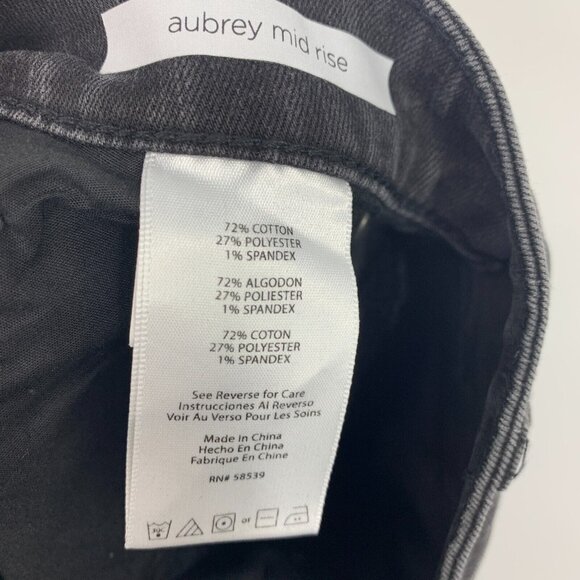 aubrey mid rise
72% COTTON
27% POLYESTER
1% SPANDEX
72% ALGODON
27% POLIESTER
1% SPANDEX
72% COTON
27% POLYESTER
1% SPANDEX
See Reverse for Care
Instrucciones Al Reverso
Voir Au Verso Pour Les Soins
Made in China
Hecho En China
Fabrique En Chine
RN# 58539
or